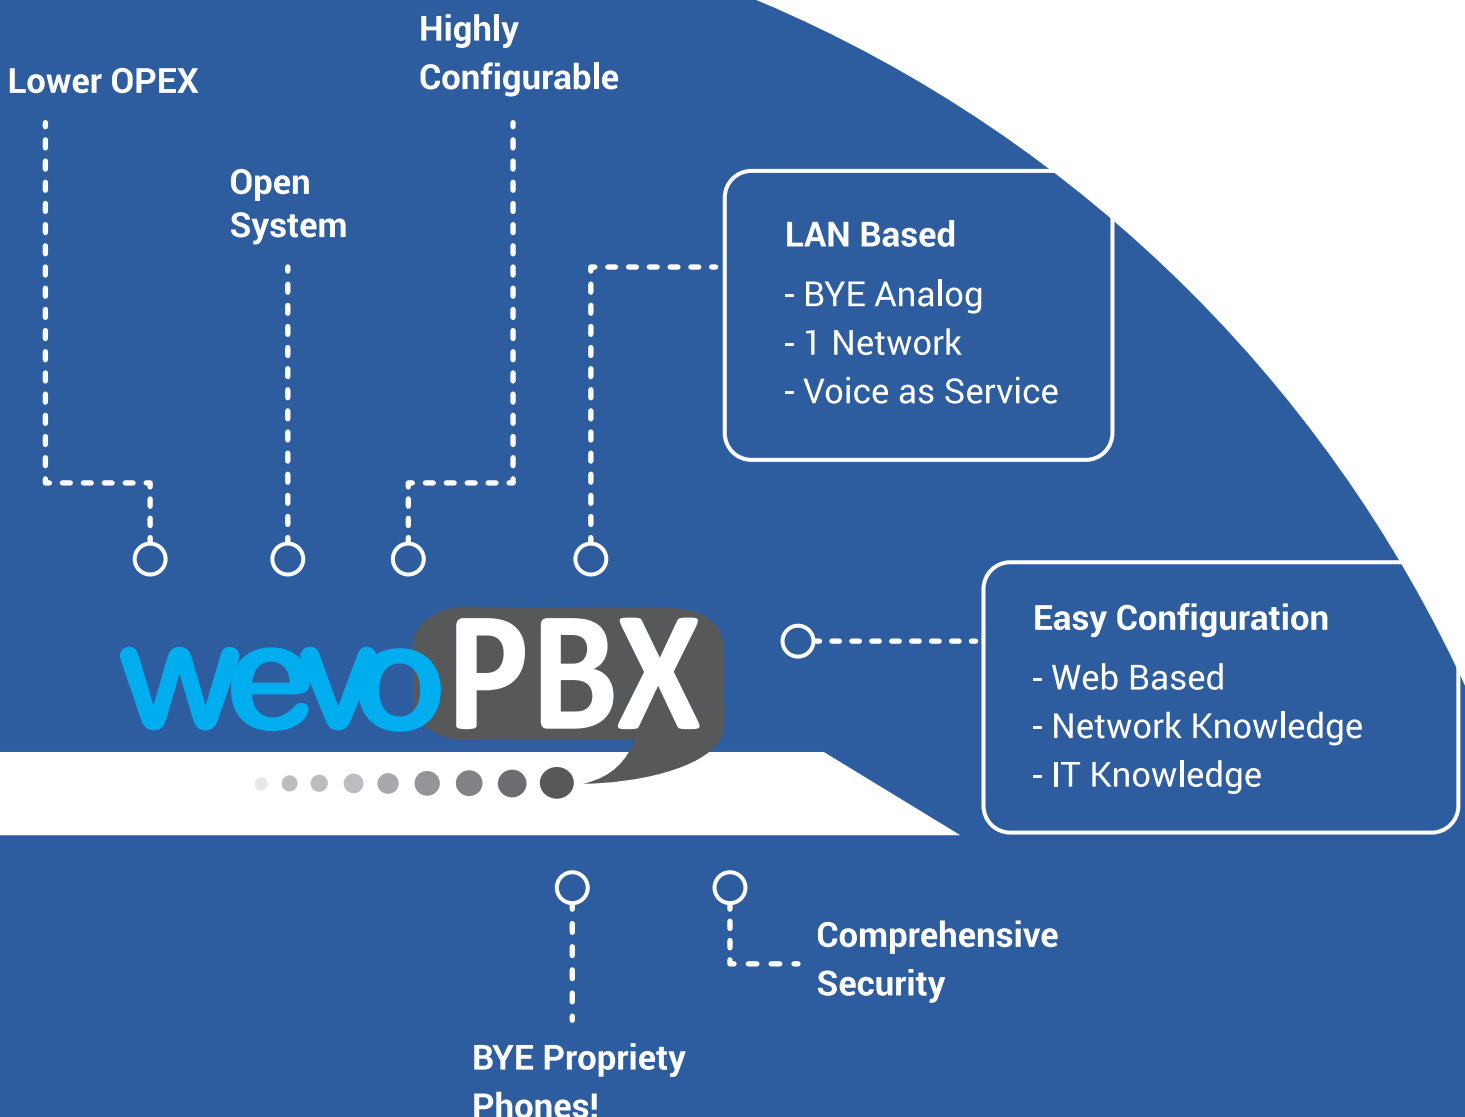 Highly
Configurable
Lower OPEX
Open
System
LAN Based
- BYE Analog
- 1 Network
- Voice as Service
wevoPBX
Easy Configuration
- Web Based
- Network Knowledge
- IT Knowledge
Comprehensive
Security
BYE Propriety
Phones!